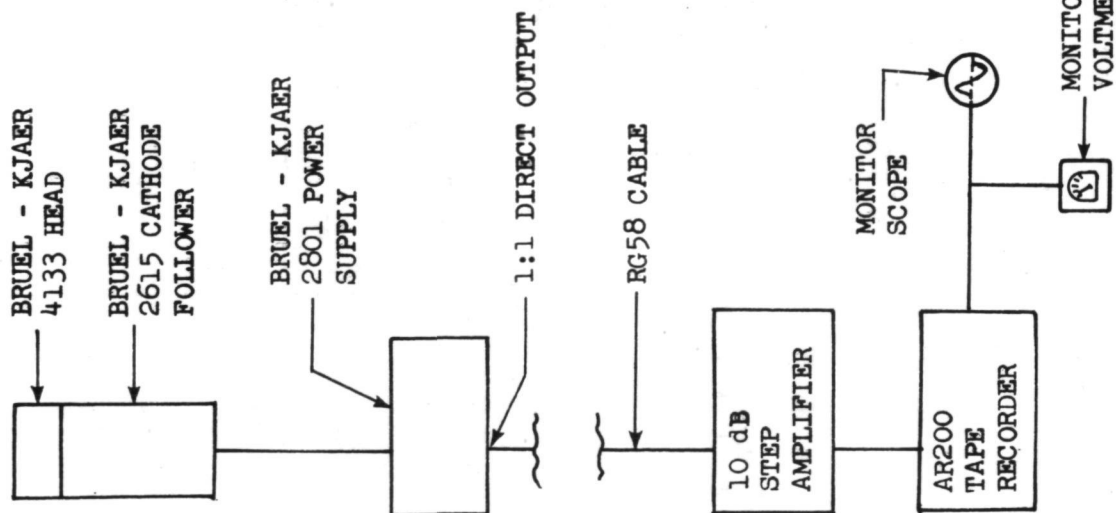 BRUEL - KJAER
4133 HEAD
BRUEL - KJAER
2615 CATHODE
FOLLOWER
BRUEL - KJAER
2801 POWER
SUPPLY
1:1 DIRECT OUTPUT
RG58 CABLE
10 dB
STEP
AMPLIFIER
AR200
TAPE
RECORDER
MONITOR
SCOPE